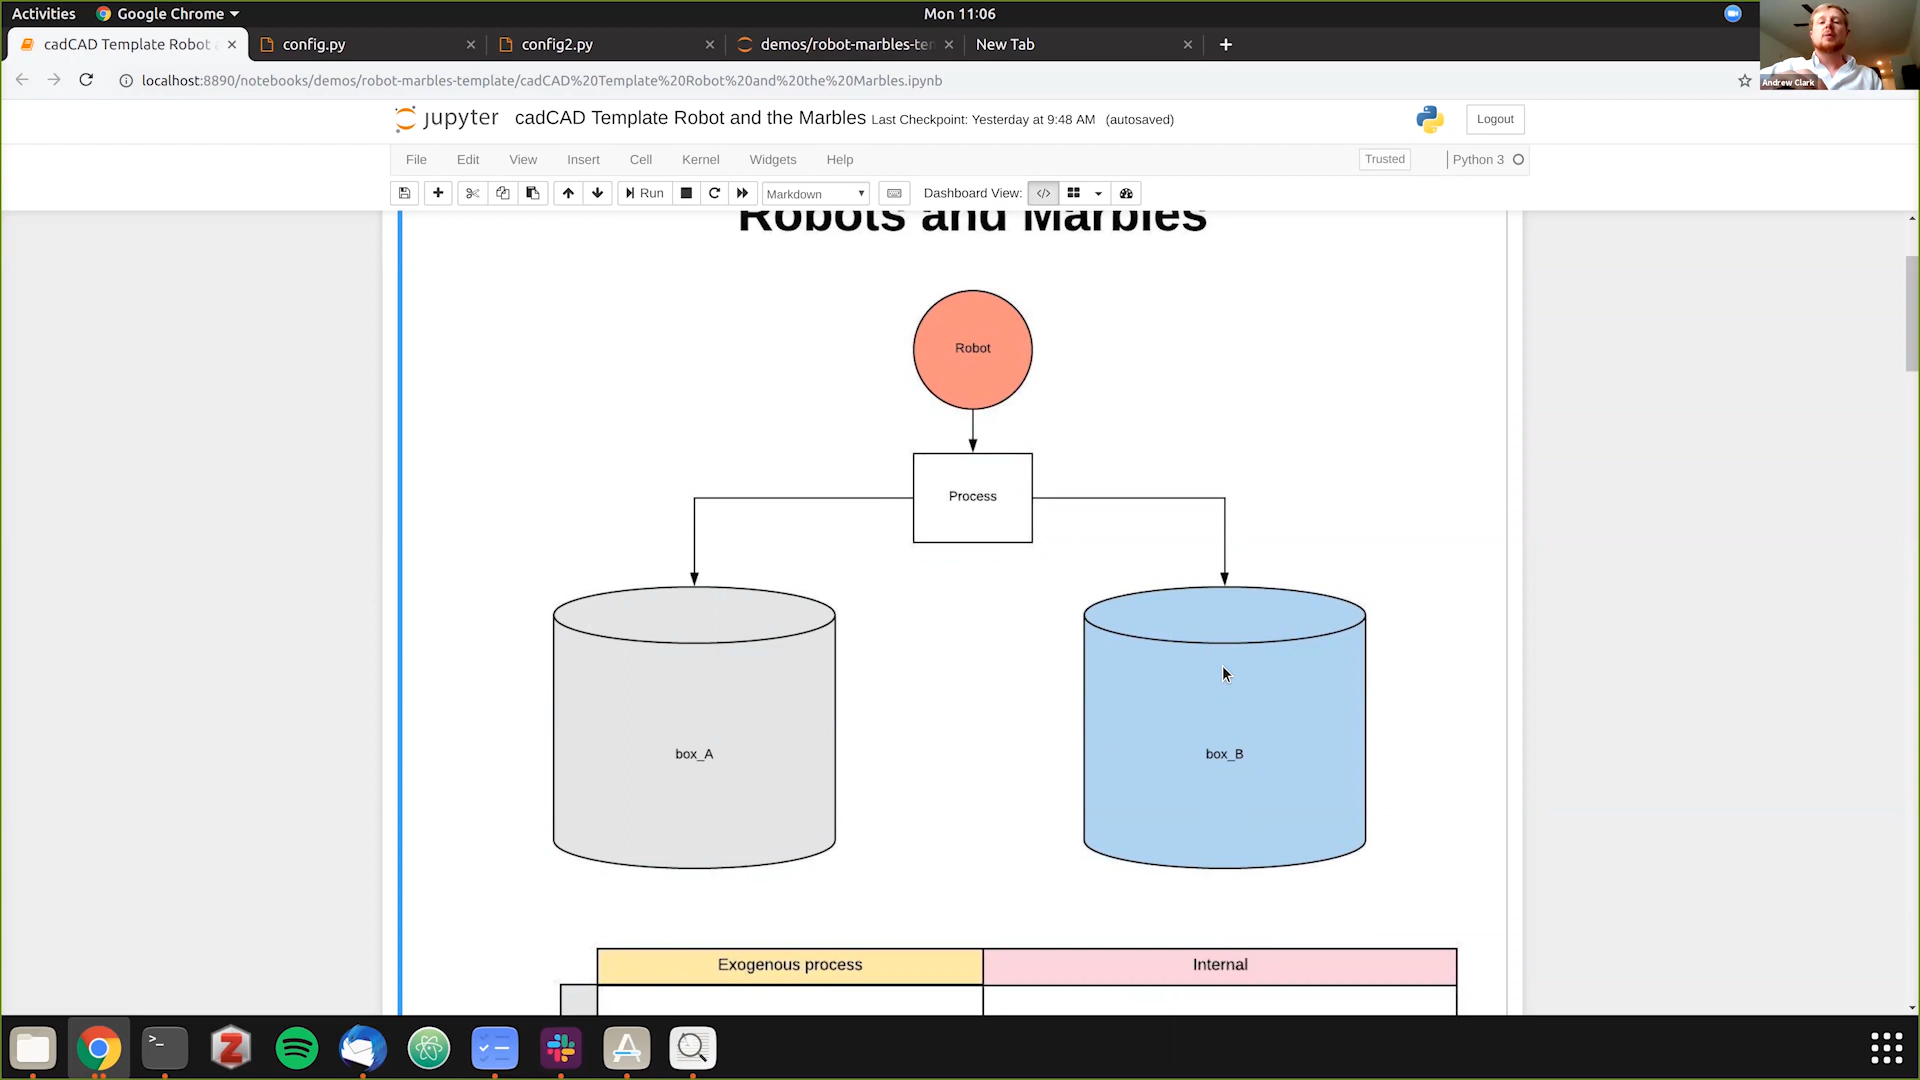 Activities
Google Chrome
Mon 11:06
cadCAD Template Robot
config.py
config2.py
demos/robot-marbles-te
New Tab
localhost:8890/notebooks/demos/robot-marbles-template/cadCAD%20Template%20Robot%20and%20the%20Marbles.ipynb
Andrew Clark
jupyter
cadCAD Template Robot and the Marbles
Last Checkpoint: Yesterday at 9:48 AM
(autosaved)
Logout
File
Edit
View
Insert
Cell
Kernel
Widgets
Help
Trusted
Python 3
Run
Markdown
Dashboard View:
Robots and Marbles
Robot
Process
box_A
box_B
Exogenous process
Internal